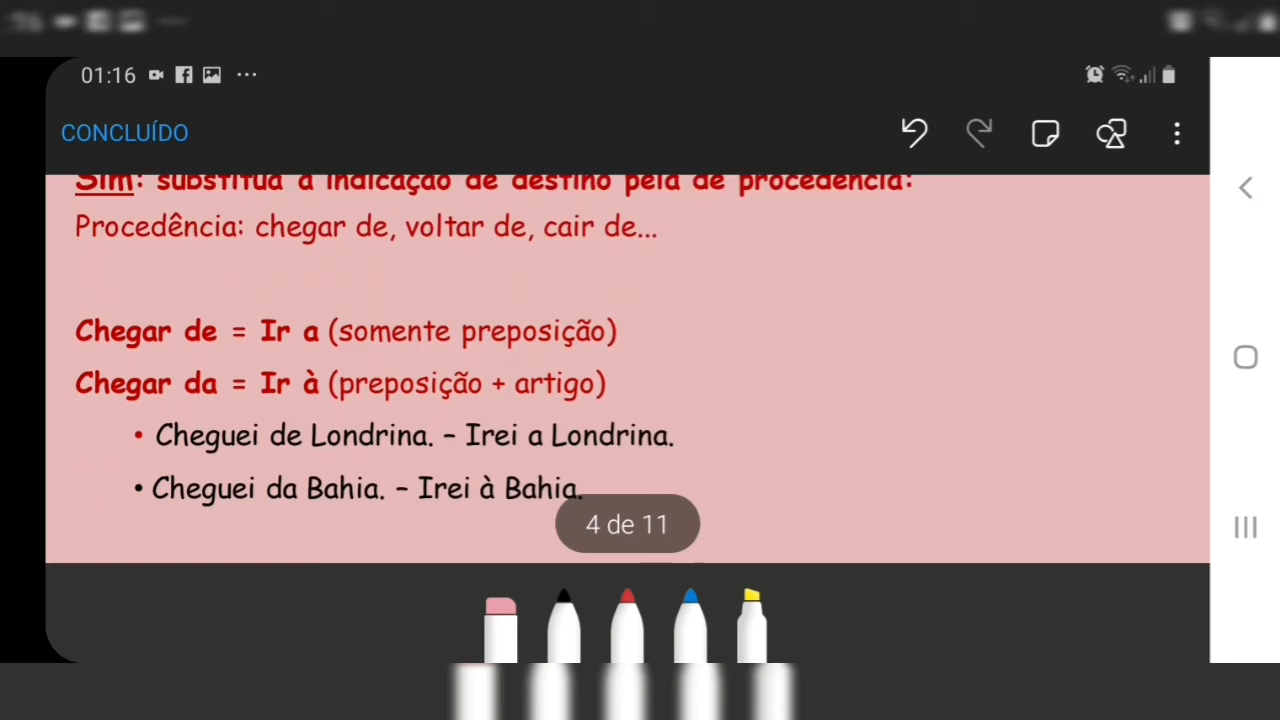 01:16
CONCLUÍDO
Sim: substitua a indicação de destino pela de procedência:
Procedência: chegar de, voltar de, cair de...
Chegar de = Ir a (somente preposição)
Chegar da = Ir à (preposição + artigo)
• Cheguei de Londrina. – Irei a Londrina.
• Cheguei da Bahia. – Irei à Bahia.
4 de 11